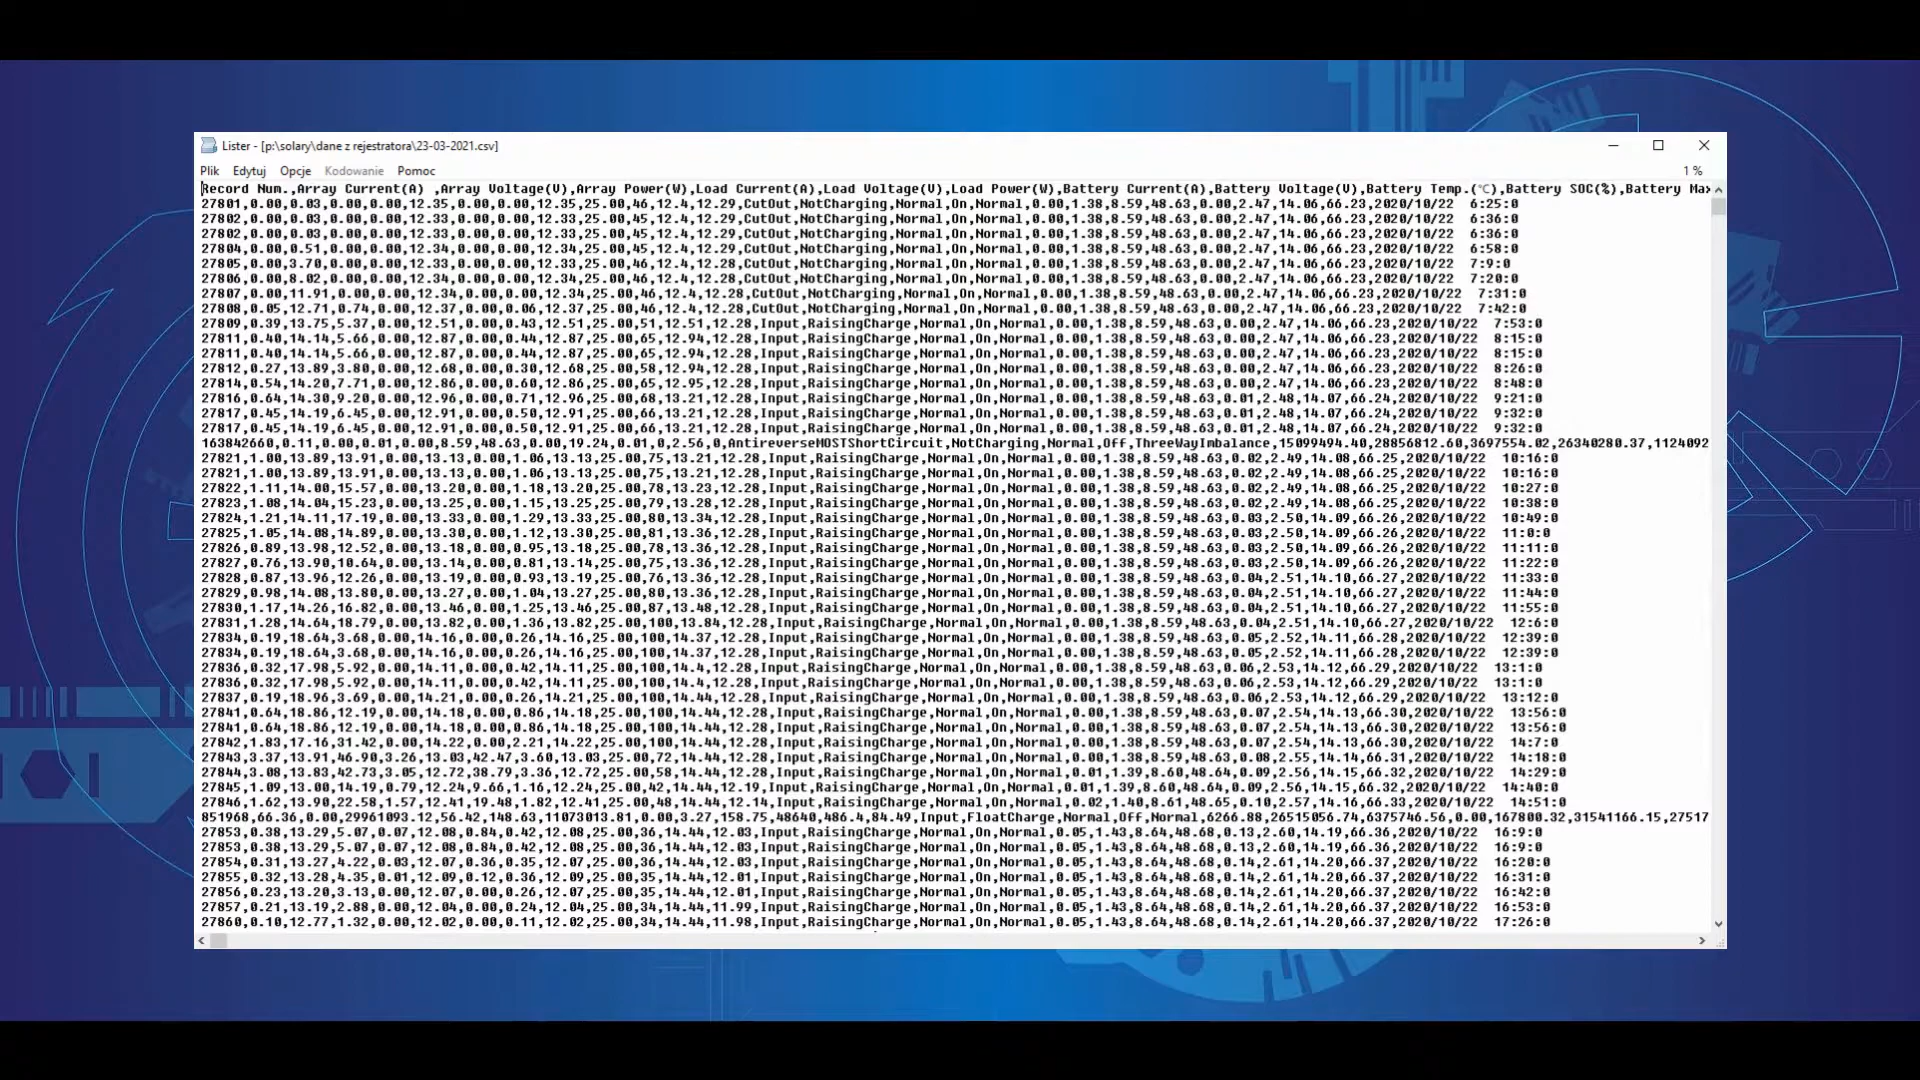 Lister - [p:\solary\dane z rejestratora\23-03-2021.csv]
Plik Edytuj Opcje Kodowanie Pomoc 1 %
Record Num.,Array Current(A) ,Array Voltage(V),Array Power(W),Load Current(A),Load Voltage(V),Load Power(W),Battery Current(A),Battery Voltage(V),Battery Temp.(℃),Battery SOC(%),Battery Max
27801,0.00,0.03,0.00,0.00,12.35,0.00,0.00,12.35,25.00,46,12.4,12.29,CutOut,NotCharging,Normal,On,Normal,0.00,1.38,8.59,48.63,0.00,2.47,14.06,66.23,2020/10/22 6:25:0
27802,0.00,0.03,0.00,0.00,12.33,0.00,0.00,12.33,25.00,45,12.4,12.29,CutOut,NotCharging,Normal,On,Normal,0.00,1.38,8.59,48.63,0.00,2.47,14.06,66.23,2020/10/22 6:36:0
27802,0.00,0.03,0.00,0.00,12.33,0.00,0.00,12.33,25.00,45,12.4,12.29,CutOut,NotCharging,Normal,On,Normal,0.00,1.38,8.59,48.63,0.00,2.47,14.06,66.23,2020/10/22 6:36:0
27804,0.00,0.51,0.00,0.00,12.34,0.00,0.00,12.34,25.00,46,12.4,12.29,CutOut,NotCharging,Normal,On,Normal,0.00,1.38,8.59,48.63,0.00,2.47,14.06,66.23,2020/10/22 6:58:0
27805,0.00,3.70,0.00,0.00,12.33,0.00,0.00,12.33,25.00,46,12.4,12.28,CutOut,NotCharging,Normal,On,Normal,0.00,1.38,8.59,48.63,0.00,2.47,14.06,66.23,2020/10/22 7:9:0
27806,0.00,8.02,0.00,0.00,12.34,0.00,0.00,12.34,25.00,46,12.4,12.28,CutOut,NotCharging,Normal,On,Normal,0.00,1.38,8.59,48.63,0.00,2.47,14.06,66.23,2020/10/22 7:20:0
27807,0.00,11.91,0.00,0.00,12.34,0.00,0.00,12.34,25.00,46,12.4,12.28,CutOut,NotCharging,Normal,On,Normal,0.00,1.38,8.59,48.63,0.00,2.47,14.06,66.23,2020/10/22 7:31:0
27808,0.05,12.71,0.74,0.00,12.37,0.00,0.06,12.37,25.00,46,12.4,12.28,CutOut,NotCharging,Normal,On,Normal,0.00,1.38,8.59,48.63,0.00,2.47,14.06,66.23,2020/10/22 7:42:0
27809,0.39,13.75,5.37,0.00,12.51,0.00,0.43,12.51,25.00,51,12.51,12.28,Input,RaisingCharge,Normal,On,Normal,0.00,1.38,8.59,48.63,0.00,2.47,14.06,66.23,2020/10/22 7:53:0
27811,0.40,14.14,5.66,0.00,12.87,0.00,0.44,12.87,25.00,65,12.94,12.28,Input,RaisingCharge,Normal,On,Normal,0.00,1.38,8.59,48.63,0.00,2.47,14.06,66.23,2020/10/22 8:15:0
27811,0.40,14.14,5.66,0.00,12.87,0.00,0.44,12.87,25.00,65,12.94,12.28,Input,RaisingCharge,Normal,On,Normal,0.00,1.38,8.59,48.63,0.00,2.47,14.06,66.23,2020/10/22 8:15:0
27812,0.27,13.89,3.80,0.00,12.68,0.00,0.30,12.68,25.00,58,12.94,12.28,Input,RaisingCharge,Normal,On,Normal,0.00,1.38,8.59,48.63,0.00,2.47,14.06,66.23,2020/10/22 8:26:0
27814,0.54,14.20,7.71,0.00,12.86,0.00,0.60,12.86,25.00,65,12.95,12.28,Input,RaisingCharge,Normal,On,Normal,0.00,1.38,8.59,48.63,0.00,2.47,14.06,66.23,2020/10/22 8:48:0
27816,0.64,14.30,9.20,0.00,12.96,0.00,0.71,12.96,25.00,68,13.21,12.28,Input,RaisingCharge,Normal,On,Normal,0.00,1.38,8.59,48.63,0.01,2.48,14.07,66.24,2020/10/22 9:21:0
27817,0.45,14.19,6.45,0.00,12.91,0.00,0.50,12.91,25.00,66,13.21,12.28,Input,RaisingCharge,Normal,On,Normal,0.00,1.38,8.59,48.63,0.01,2.48,14.07,66.24,2020/10/22 9:32:0
27817,0.45,14.19,6.45,0.00,12.91,0.00,0.50,12.91,25.00,66,13.21,12.28,Input,RaisingCharge,Normal,On,Normal,0.00,1.38,8.59,48.63,0.01,2.48,14.07,66.24,2020/10/22 9:32:0
163842660,0.11,0.00,0.01,0.00,8.59,48.63,0.00,19.24,0.01,0,2.56,0,AntireverseMOSTShortCircuit,NotCharging,Normal,Off,ThreeWayImbalance,15099494.40,28856812.60,3697554.02,26340280.37,1124092
27821,1.00,13.89,13.91,0.00,13.13,0.00,1.06,13.13,25.00,75,13.21,12.28,Input,RaisingCharge,Normal,On,Normal,0.00,1.38,8.59,48.63,0.02,2.49,14.08,66.25,2020/10/22 10:16:0
27821,1.00,13.89,13.91,0.00,13.13,0.00,1.06,13.13,25.00,75,13.21,12.28,Input,RaisingCharge,Normal,On,Normal,0.00,1.38,8.59,48.63,0.02,2.49,14.08,66.25,2020/10/22 10:16:0
27822,1.11,14.00,15.57,0.00,13.20,0.00,1.18,13.20,25.00,78,13.23,12.28,Input,RaisingCharge,Normal,On,Normal,0.00,1.38,8.59,48.63,0.02,2.49,14.08,66.25,2020/10/22 10:27:0
27823,1.08,14.04,15.23,0.00,13.25,0.00,1.15,13.25,25.00,79,13.28,12.28,Input,RaisingCharge,Normal,On,Normal,0.00,1.38,8.59,48.63,0.02,2.49,14.08,66.25,2020/10/22 10:38:0
27824,1.21,14.11,17.19,0.00,13.33,0.00,1.29,13.33,25.00,80,13.34,12.28,Input,RaisingCharge,Normal,On,Normal,0.00,1.38,8.59,48.63,0.03,2.50,14.09,66.26,2020/10/22 10:49:0
27825,1.05,14.08,14.89,0.00,13.30,0.00,1.12,13.30,25.00,81,13.36,12.28,Input,RaisingCharge,Normal,On,Normal,0.00,1.38,8.59,48.63,0.03,2.50,14.09,66.26,2020/10/22 11:0:0
27826,0.89,13.98,12.52,0.00,13.18,0.00,0.95,13.18,25.00,78,13.36,12.28,Input,RaisingCharge,Normal,On,Normal,0.00,1.38,8.59,48.63,0.03,2.50,14.09,66.26,2020/10/22 11:11:0
27827,0.76,13.90,10.64,0.00,13.14,0.00,0.81,13.14,25.00,75,13.36,12.28,Input,RaisingCharge,Normal,On,Normal,0.00,1.38,8.59,48.63,0.03,2.50,14.09,66.26,2020/10/22 11:22:0
27828,0.87,13.96,12.26,0.00,13.19,0.00,0.93,13.19,25.00,76,13.36,12.28,Input,RaisingCharge,Normal,On,Normal,0.00,1.38,8.59,48.63,0.04,2.51,14.10,66.27,2020/10/22 11:33:0
27829,0.98,14.08,13.80,0.00,13.27,0.00,1.04,13.27,25.00,80,13.36,12.28,Input,RaisingCharge,Normal,On,Normal,0.00,1.38,8.59,48.63,0.04,2.51,14.10,66.27,2020/10/22 11:44:0
27830,1.17,14.26,16.82,0.00,13.46,0.00,1.25,13.46,25.00,87,13.48,12.28,Input,RaisingCharge,Normal,On,Normal,0.00,1.38,8.59,48.63,0.04,2.51,14.10,66.27,2020/10/22 11:55:0
27831,1.28,14.64,18.79,0.00,13.82,0.00,1.36,13.82,25.00,100,13.84,12.28,Input,RaisingCharge,Normal,On,Normal,0.00,1.38,8.59,48.63,0.04,2.51,14.10,66.27,2020/10/22 12:6:0
27834,0.19,18.64,3.68,0.00,14.16,0.00,0.26,14.16,25.00,100,14.37,12.28,Input,RaisingCharge,Normal,On,Normal,0.00,1.38,8.59,48.63,0.05,2.52,14.11,66.28,2020/10/22 12:39:0
27834,0.19,18.64,3.68,0.00,14.16,0.00,0.26,14.16,25.00,100,14.37,12.28,Input,RaisingCharge,Normal,On,Normal,0.00,1.38,8.59,48.63,0.05,2.52,14.11,66.28,2020/10/22 12:39:0
27836,0.32,17.98,5.92,0.00,14.11,0.00,0.42,14.11,25.00,100,14.4,12.28,Input,RaisingCharge,Normal,On,Normal,0.00,1.38,8.59,48.63,0.06,2.53,14.12,66.29,2020/10/22 13:1:0
27836,0.32,17.98,5.92,0.00,14.11,0.00,0.42,14.11,25.00,100,14.4,12.28,Input,RaisingCharge,Normal,On,Normal,0.00,1.38,8.59,48.63,0.06,2.53,14.12,66.29,2020/10/22 13:1:0
27837,0.19,18.96,3.69,0.00,14.21,0.00,0.26,14.21,25.00,100,14.44,12.28,Input,RaisingCharge,Normal,On,Normal,0.00,1.38,8.59,48.63,0.06,2.53,14.12,66.29,2020/10/22 13:12:0
27841,0.64,18.86,12.19,0.00,14.18,0.00,0.86,14.18,25.00,100,14.44,12.28,Input,RaisingCharge,Normal,On,Normal,0.00,1.38,8.59,48.63,0.07,2.54,14.13,66.30,2020/10/22 13:56:0
27841,0.64,18.86,12.19,0.00,14.18,0.00,0.86,14.18,25.00,100,14.44,12.28,Input,RaisingCharge,Normal,On,Normal,0.00,1.38,8.59,48.63,0.07,2.54,14.13,66.30,2020/10/22 13:56:0
27842,1.83,17.16,31.42,0.00,14.22,0.00,2.21,14.22,25.00,100,14.44,12.28,Input,RaisingCharge,Normal,On,Normal,0.00,1.38,8.59,48.63,0.07,2.54,14.13,66.30,2020/10/22 14:7:0
27843,3.37,13.91,46.90,3.26,13.03,42.47,3.60,13.03,25.00,72,14.44,12.28,Input,RaisingCharge,Normal,On,Normal,0.00,1.38,8.59,48.63,0.08,2.55,14.14,66.31,2020/10/22 14:18:0
27844,3.08,13.83,42.73,3.05,12.72,38.79,3.36,12.72,25.00,58,14.44,12.28,Input,RaisingCharge,Normal,On,Normal,0.01,1.39,8.60,48.64,0.09,2.56,14.15,66.32,2020/10/22 14:29:0
27845,1.09,13.00,14.19,0.79,12.24,9.66,1.16,12.24,25.00,42,14.44,12.19,Input,RaisingCharge,Normal,On,Normal,0.01,1.39,8.60,48.64,0.09,2.56,14.15,66.32,2020/10/22 14:40:0
27846,1.62,13.90,22.58,1.57,12.41,19.48,1.82,12.41,25.00,48,14.44,12.14,Input,RaisingCharge,Normal,On,Normal,0.02,1.40,8.61,48.65,0.10,2.57,14.16,66.33,2020/10/22 14:51:0
851968,66.36,0.00,29961093.12,56.42,148.63,11073013.81,0.00,3.27,158.75,48640,486.4,84.49,Input,FloatCharge,Normal,Off,Normal,6266.88,26515056.74,6375746.56,0.00,167800.32,31541166.15,27517
27853,0.38,13.29,5.07,0.07,12.08,0.84,0.42,12.08,25.00,36,14.44,12.03,Input,RaisingCharge,Normal,On,Normal,0.05,1.43,8.64,48.68,0.13,2.60,14.19,66.36,2020/10/22 16:9:0
27853,0.38,13.29,5.07,0.07,12.08,0.84,0.42,12.08,25.00,36,14.44,12.03,Input,RaisingCharge,Normal,On,Normal,0.05,1.43,8.64,48.68,0.13,2.60,14.19,66.36,2020/10/22 16:9:0
27854,0.31,13.27,4.22,0.03,12.07,0.36,0.35,12.07,25.00,36,14.44,12.03,Input,RaisingCharge,Normal,On,Normal,0.05,1.43,8.64,48.68,0.14,2.61,14.20,66.37,2020/10/22 16:20:0
27855,0.32,13.28,4.35,0.01,12.09,0.12,0.36,12.09,25.00,35,14.44,12.01,Input,RaisingCharge,Normal,On,Normal,0.05,1.43,8.64,48.68,0.14,2.61,14.20,66.37,2020/10/22 16:31:0
27856,0.23,13.20,3.13,0.00,12.07,0.00,0.26,12.07,25.00,35,14.44,12.01,Input,RaisingCharge,Normal,On,Normal,0.05,1.43,8.64,48.68,0.14,2.61,14.20,66.37,2020/10/22 16:42:0
27857,0.21,13.19,2.88,0.00,12.04,0.00,0.24,12.04,25.00,34,14.44,11.99,Input,RaisingCharge,Normal,On,Normal,0.05,1.43,8.64,48.68,0.14,2.61,14.20,66.37,2020/10/22 16:53:0
27860,0.10,12.77,1.32,0.00,12.02,0.00,0.11,12.02,25.00,34,14.44,11.98,Input,RaisingCharge,Normal,On,Normal,0.05,1.43,8.64,48.68,0.14,2.61,14.20,66.37,2020/10/22 17:26:0